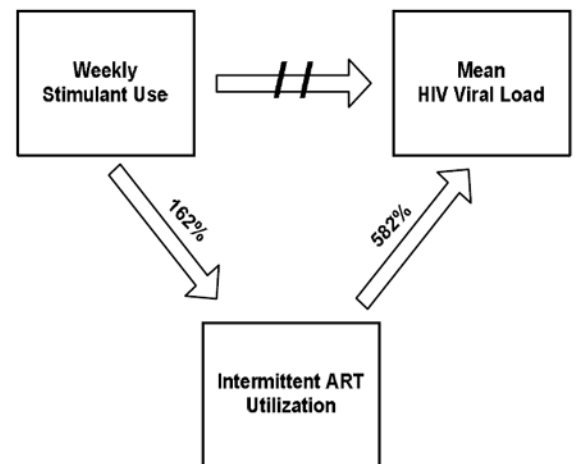 Weekly
Stimulant Use
Mean
HIV Viral Load
162%
582%
Intermittent ART
Utilization